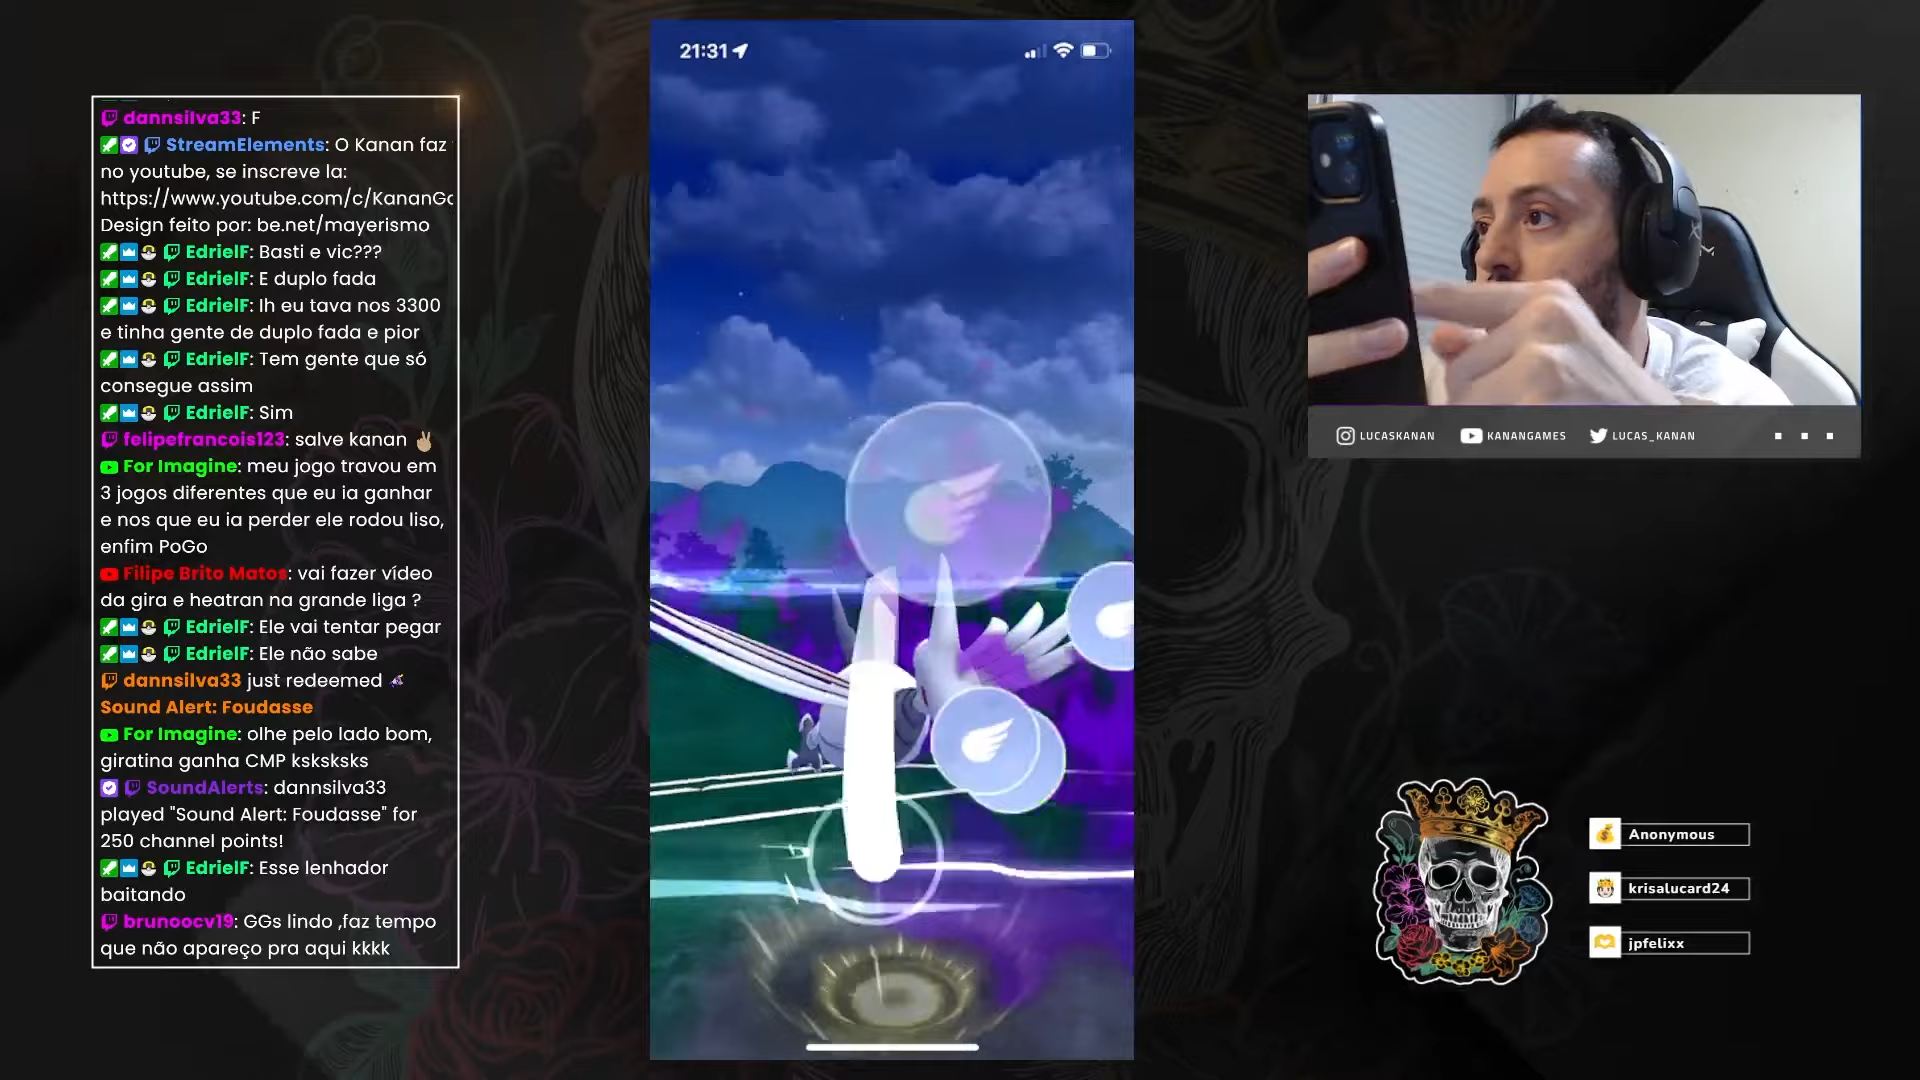 21:31
dannsilva33: F
StreamElements: O Kanan faz
no youtube, se inscreve la:
https://www.youtube.com/c/KananGo
Design feito por: be.net/mayerismo
EdrielF: Basti e vic???
EdrielF: E duplo fada
EdrielF: Ih eu tava nos 3300
e tinha gente de duplo fada e pior
EdrielF: Tem gente que só
consegue assim
EdrielF: Sim
felipefrancois123: salve kanan ✌🏼
For Imagine: meu jogo travou em
3 jogos diferentes que eu ia ganhar
e nos que eu ia perder ele rodou liso,
enfim PoGo
Filipe Brito Matos: vai fazer vídeo
da gira e heatran na grande liga ?
EdrielF: Ele vai tentar pegar
EdrielF: Ele não sabe
dannsilva33 just redeemed
Sound Alert: Foudasse
For Imagine: olhe pelo lado bom,
giratina ganha CMP ksksksks
SoundAlerts: dannsilva33
played "Sound Alert: Foudasse" for
250 channel points!
EdrielF: Esse lenhador
baitando
brunoocv19: GGs lindo ,faz tempo
que não apareço pra aqui kkkk
LUCASKANAN KANANGAMES LUCAS_KANAN
Anonymous
krisalucard24
jpfelixx